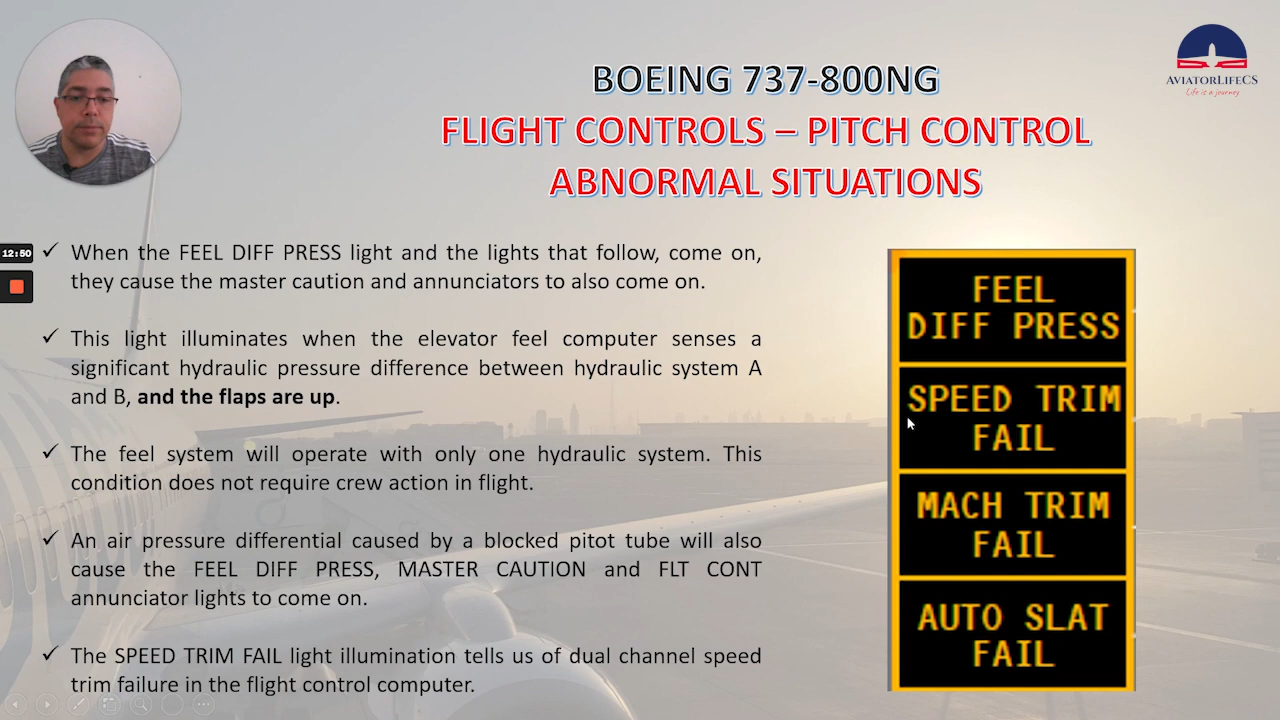 AVIATORLIFECS
Life is a journey
BOEING 737-800NG
FLIGHT CONTROLS – PITCH CONTROL
ABNORMAL SITUATIONS
12:50
✓ When the FEEL DIFF PRESS light and the lights that follow, come on,
they cause the master caution and annunciators to also come on.
✓ This light illuminates when the elevator feel computer senses a
significant hydraulic pressure difference between hydraulic system A
and B, and the flaps are up.
✓ The feel system will operate with only one hydraulic system. This
condition does not require crew action in flight.
✓ An air pressure differential caused by a blocked pitot tube will also
cause the FEEL DIFF PRESS, MASTER CAUTION and FLT CONT
annunciator lights to come on.
✓ The SPEED TRIM FAIL light illumination tells us of dual channel speed
trim failure in the flight control computer.
FEEL
DIFF PRESS
SPEED TRIM
FAIL
MACH TRIM
FAIL
AUTO SLAT
FAIL